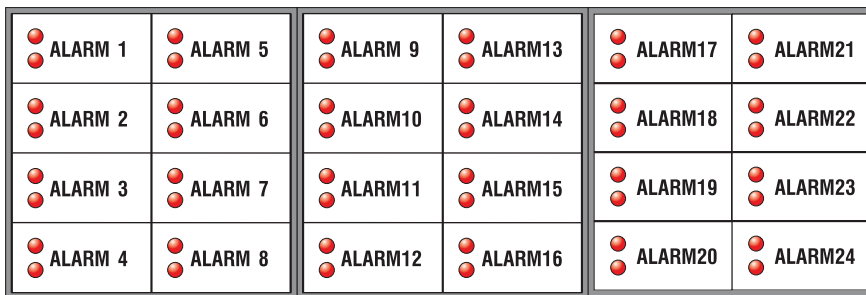 ALARM 1
ALARM 2
ALARM 3
ALARM 4
ALARM 5
ALARM 6
ALARM 7
ALARM 8
ALARM 9
ALARM10
ALARM11
ALARM12
ALARM13
ALARM14
ALARM15
ALARM16
ALARM17
ALARM18
ALARM19
ALARM20
ALARM21
ALARM22
ALARM23
ALARM24